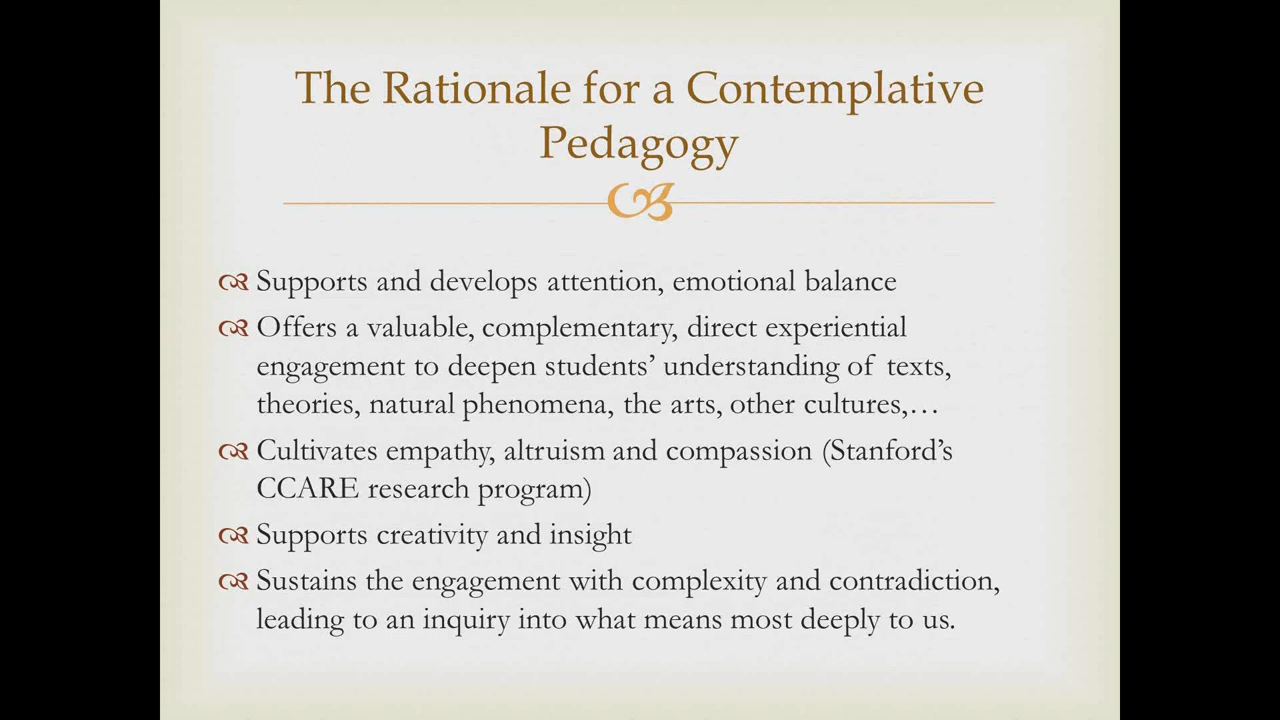 The Rationale for a Contemplative
Pedagogy
Supports and develops attention, emotional balance
Offers a valuable, complementary, direct experiential
engagement to deepen students’ understanding of texts,
theories, natural phenomena, the arts, other cultures,…
Cultivates empathy, altruism and compassion (Stanford’s
CCARE research program)
Supports creativity and insight
Sustains the engagement with complexity and contradiction,
leading to an inquiry into what means most deeply to us.